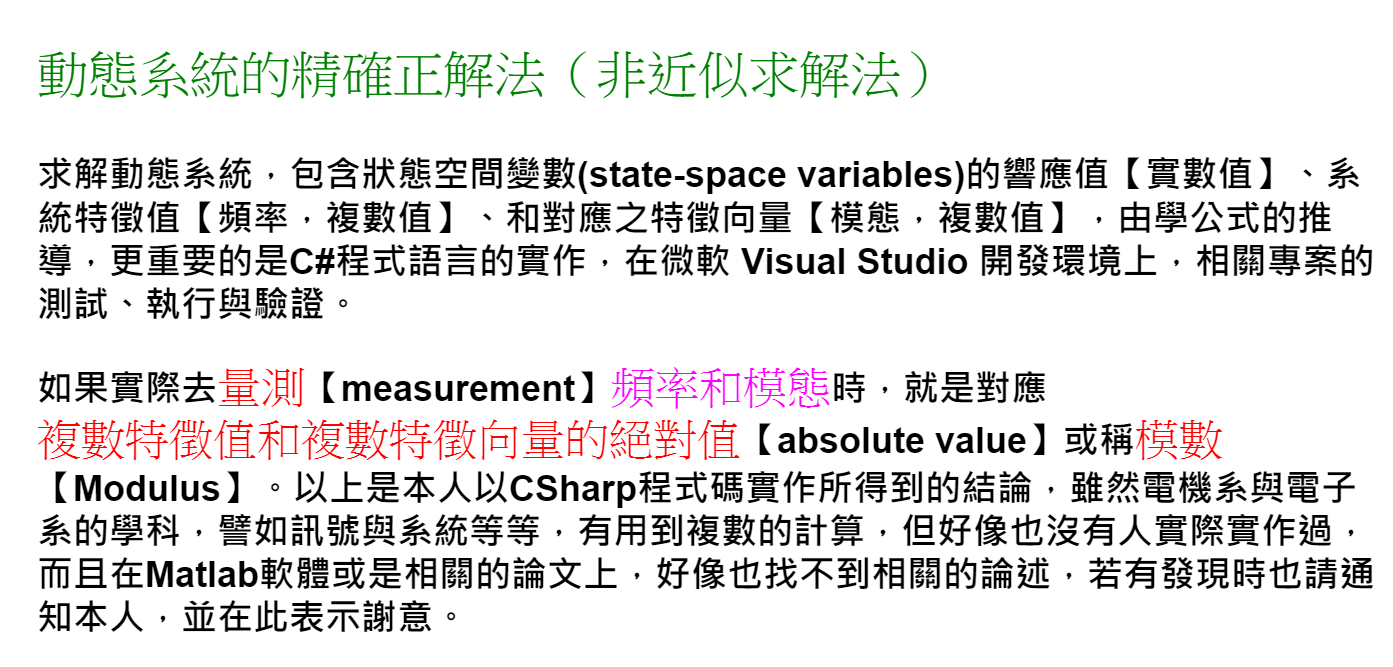 動態系統的精確正解法（非近似求解法）
求解動態系統，包含狀態空間變數(state-space variables)的響應值【實數值】、系
統特徵值【頻率，複數值】、和對應之特徵向量【模態，複數值】，由學公式的推
導，更重要的是C#程式語言的實作，在微軟 Visual Studio 開發環境上，相關專案的
測試、執行與驗證。
如果實際去量測【measurement】頻率和模態時，就是對應
複數特徵值和複數特徵向量的絕對值【absolute value】或稱模數
【Modulus】。以上是本人以CSharp程式碼實作所得到的結論，雖然電機系與電子
系的學科，譬如訊號與系統等等，有用到複數的計算，但好像也沒有人實際實作過，
而且在Matlab軟體或是相關的論文上，好像也找不到相關的論述，若有發現時也請通
知本人，並在此表示謝意。